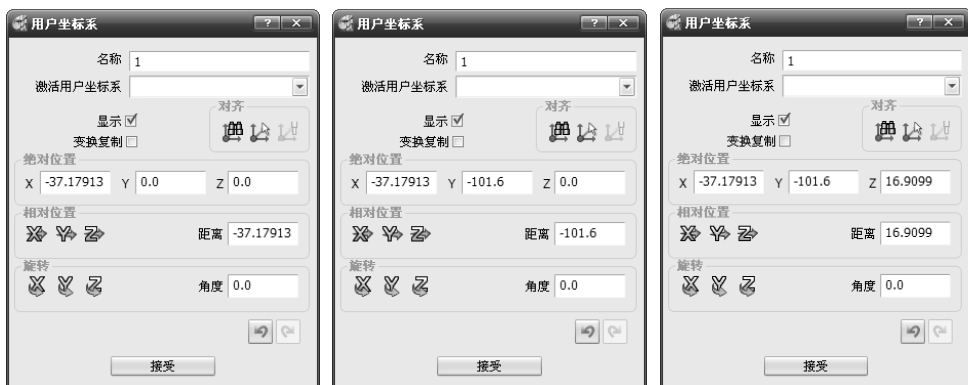 用户坐标系
名称 1
激活用户坐标系
对齐
显示
变换复制
绝对位置
X -37.17913 Y 0.0 Z 0.0
相对位置
X Y Z 距离 -37.17913
旋转
X Y Z 角度 0.0
接受
用户坐标系
名称 1
激活用户坐标系
对齐
显示
变换复制
绝对位置
X -37.17913 Y -101.6 Z 0.0
相对位置
X Y Z 距离 -101.6
旋转
X Y Z 角度 0.0
接受
用户坐标系
名称 1
激活用户坐标系
对齐
显示
变换复制
绝对位置
X -37.17913 Y -101.6 Z 16.9099
相对位置
X Y Z 距离 16.9099
旋转
X Y Z 角度 0.0
接受